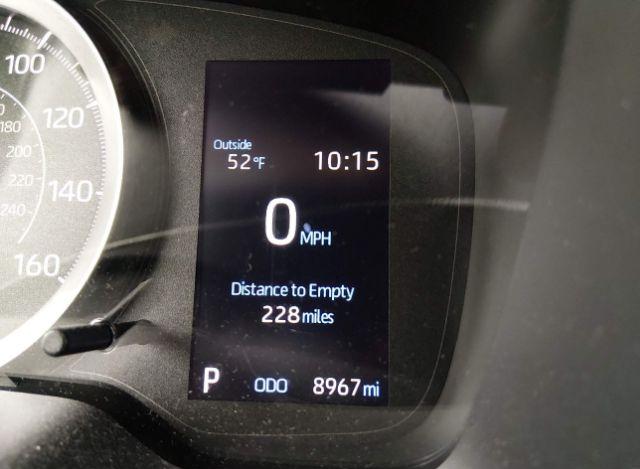 100
120
140
160
180
200
220
240
Outside
52°F 10:15
0 MPH
Distance to Empty
228 miles
P ODO 8967 mi